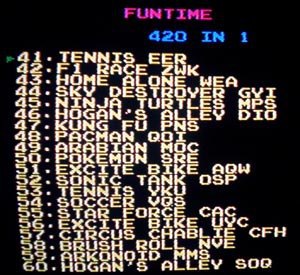 FUNTIME
420 IN 1
41. TENNIS EER
42. F1 RACE ZWK
43. HOME ALONE WEA
44. SKY DESTROYER GYI
45. NINJA TURTLES MPS
46. HOGAN'S ALLEY DIO
47. KUNG FU PNS
48. PACMAN QOI
49. ARABIAN MOC
50. POKEMON SRE
51. EXCITE BIKE AQW
52. SONIC TANK OSP
53. TENNIS VKU
54. SOCCER VQS
55. STAR FORCE CAC
56. EXCITE BIKE UYC
57. CIRCUS CHABLIE CFH
58. BRUSH ROLL NVE
59. ARKONOID MMS
60. HOGAN'S ALLEY SOQ